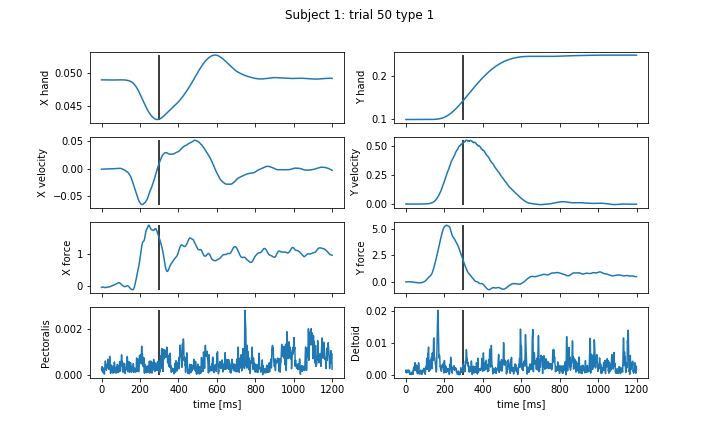 Subject 1: trial 50 type 1
X hand
0.050
0.045
Y hand
0.2
0.1
X velocity
0.05
0.00
−0.05
Y velocity
0.50
0.25
0.00
X force
1
0
Y force
5.0
2.5
0.0
Pectoralis
0.002
0.000
0 200 400 600 800 1000 1200
time [ms]
Deltoid
0.02
0.01
0.00
0 200 400 600 800 1000 1200
time [ms]